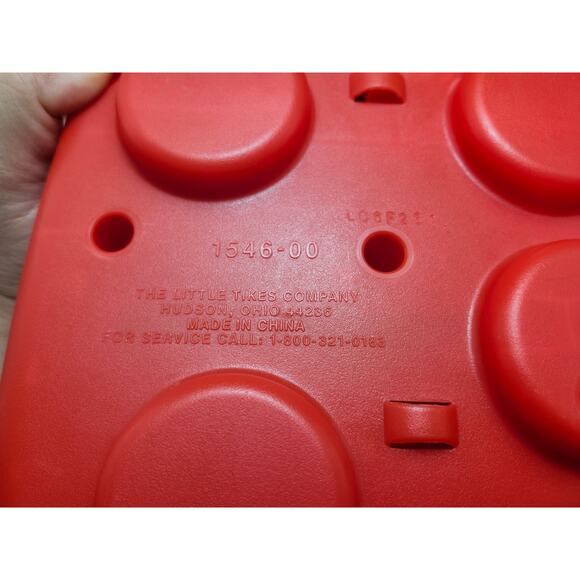 1546-00
THE LITTLE TIKES COMPANY
HUDSON, OHIO 44236
MADE IN CHINA
FOR SERVICE CALL: 1-800-321-0183